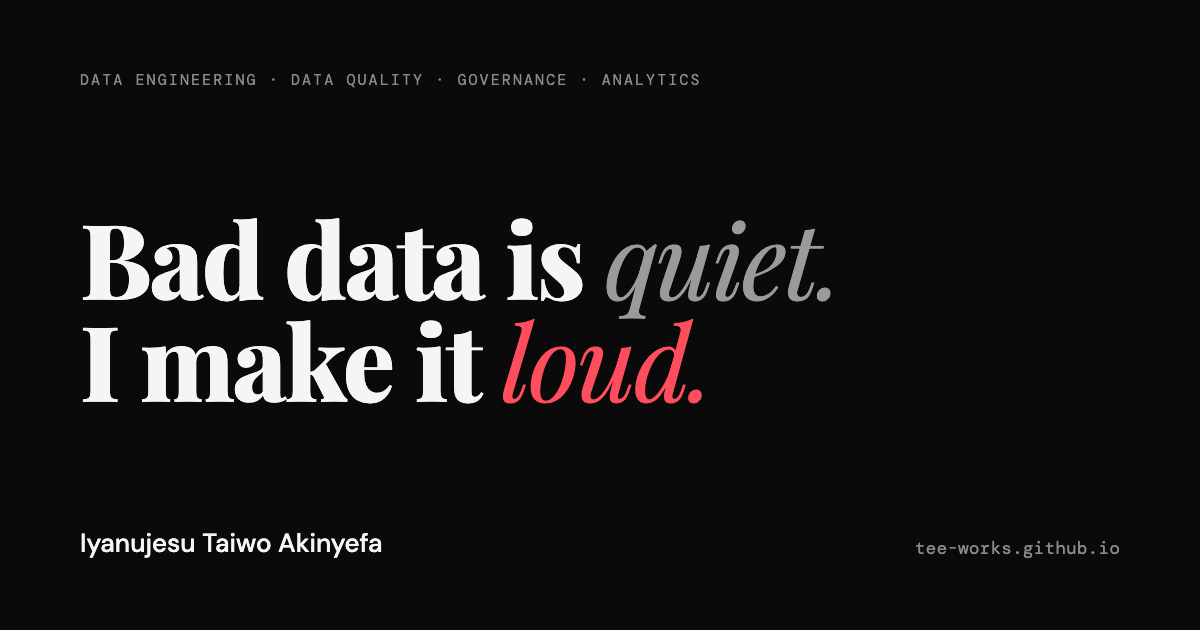 DATA ENGINEERING · DATA QUALITY · GOVERNANCE · ANALYTICS
Bad data is quiet.
I make it loud.
Iyanujesu Taiwo Akinyefa
tee-works.github.io